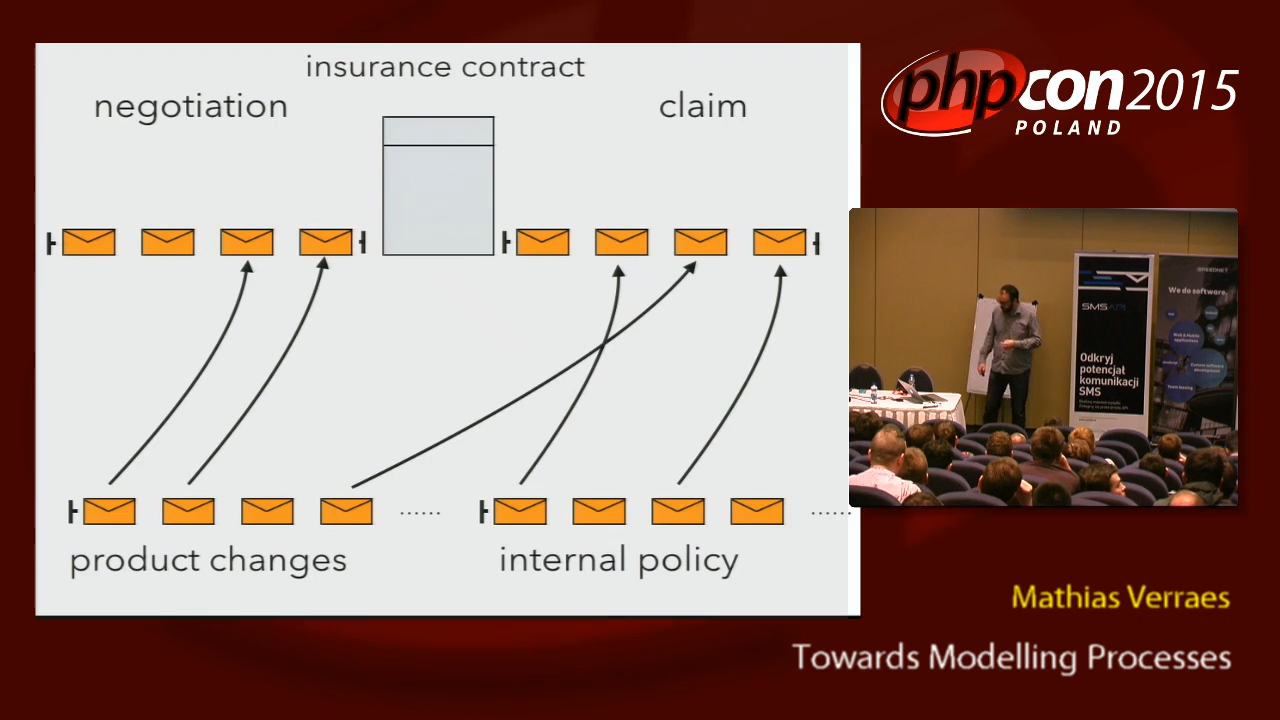 insurance contract
negotiation
claim
product changes
......
internal policy
......
phpcon2015
POLAND
SPEEDNET
We do software.
SMSAPI
Odkryj
potencjał
komunikacji
SMS
Mathias Verraes
Towards Modelling Processes